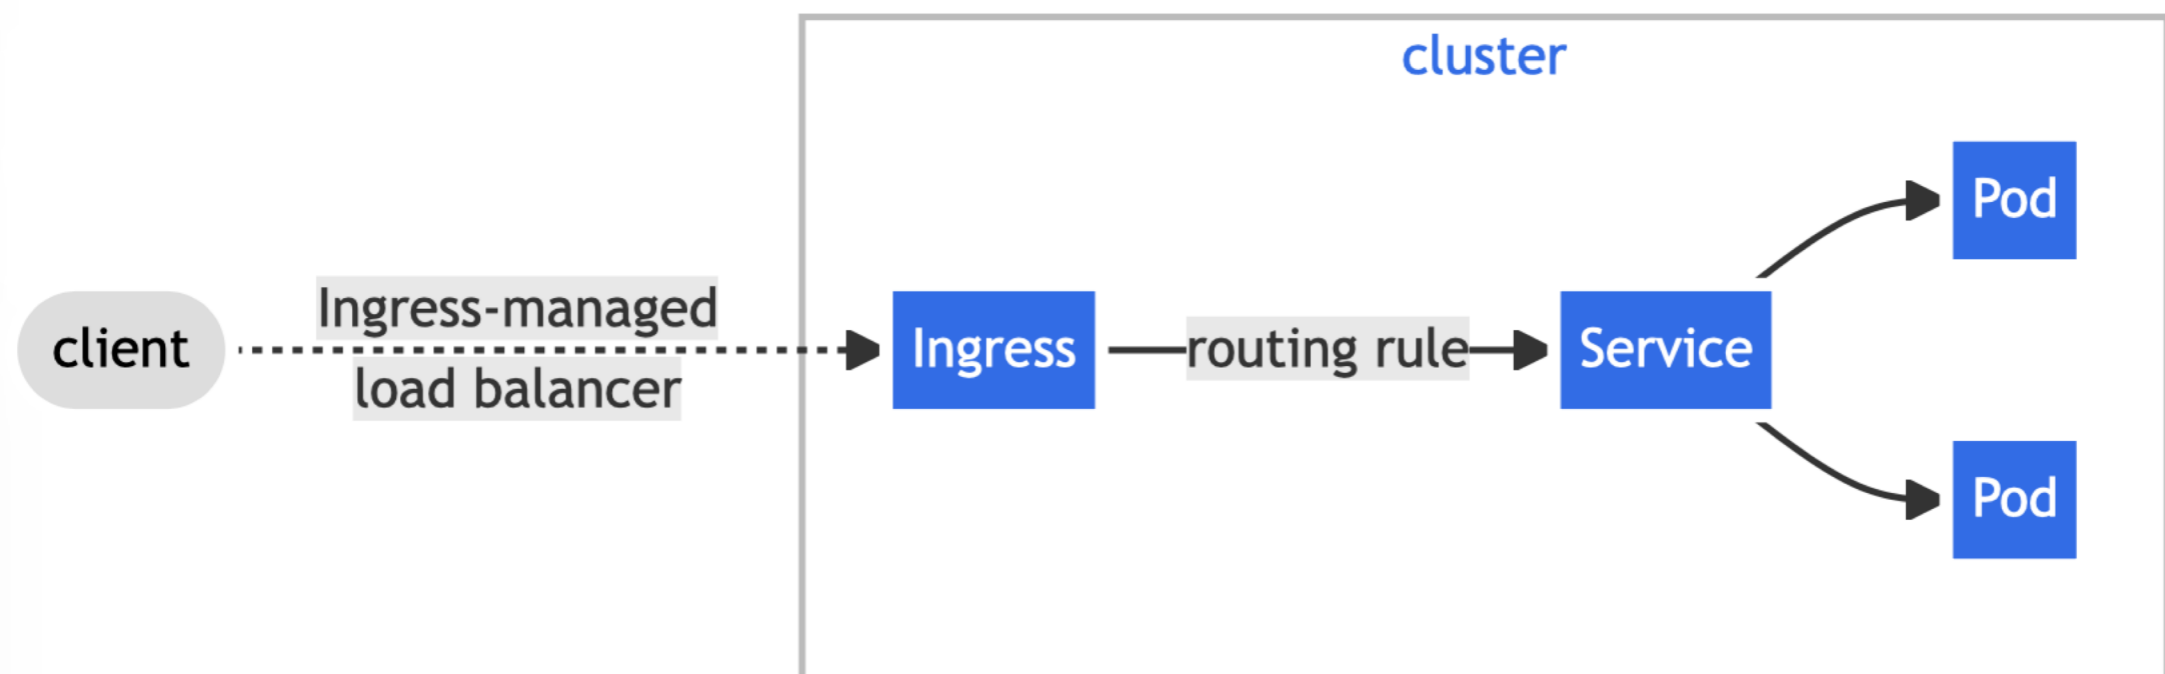 cluster
Pod
Ingress-managed
load balancer
client
Ingress
routing rule
Service
Pod